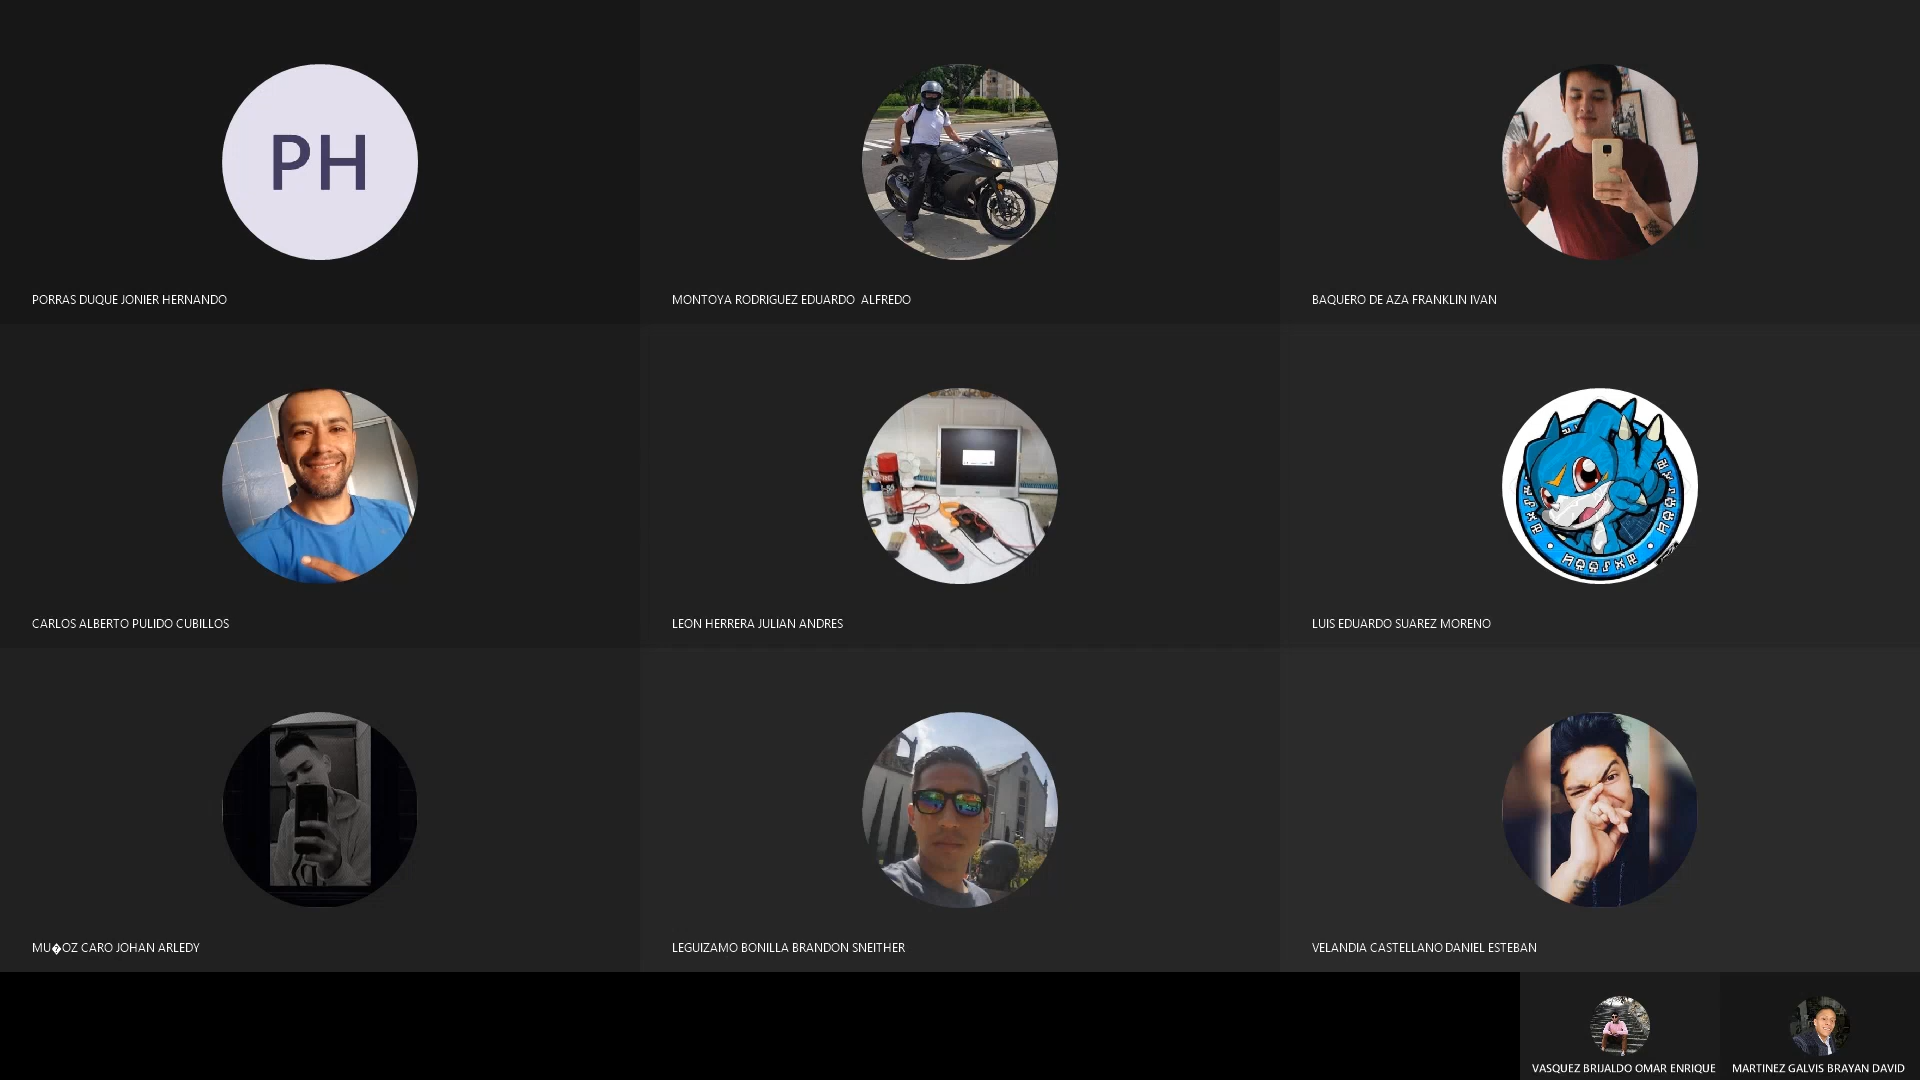 PH
PORRAS DUQUE JONIER HERNANDO
MONTOYA RODRIGUEZ EDUARDO  ALFREDO
BAQUERO DE AZA FRANKLIN IVAN
CARLOS ALBERTO PULIDO CUBILLOS
LEON HERRERA JULIAN ANDRES
LUIS EDUARDO SUAREZ MORENO
MU�OZ CARO JOHAN ARLEDY
LEGUIZAMO BONILLA BRANDON SNEITHER
VELANDIA CASTELLANO DANIEL ESTEBAN
VASQUEZ BRIJALDO OMAR ENRIQUE
MARTINEZ GALVIS BRAYAN DAVID